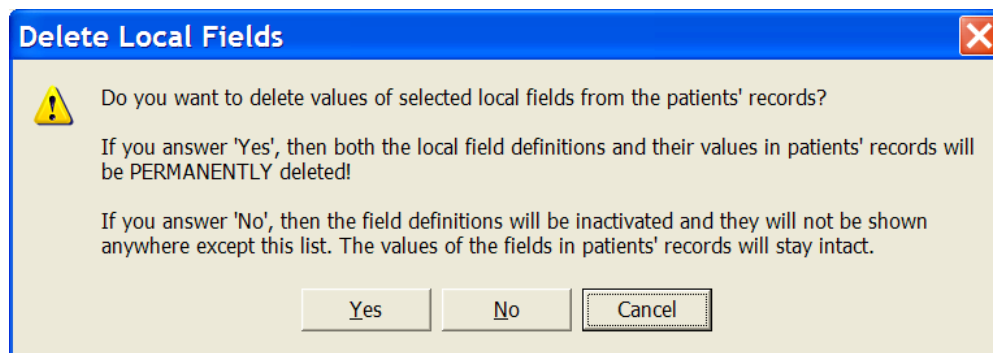 Delete Local Fields
Do you want to delete values of selected local fields from the patients' records?
If you answer 'Yes', then both the local field definitions and their values in patients' records will
be PERMANENTLY deleted!
If you answer 'No', then the field definitions will be inactivated and they will not be shown
anywhere except this list. The values of the fields in patients' records will stay intact.
Yes No Cancel